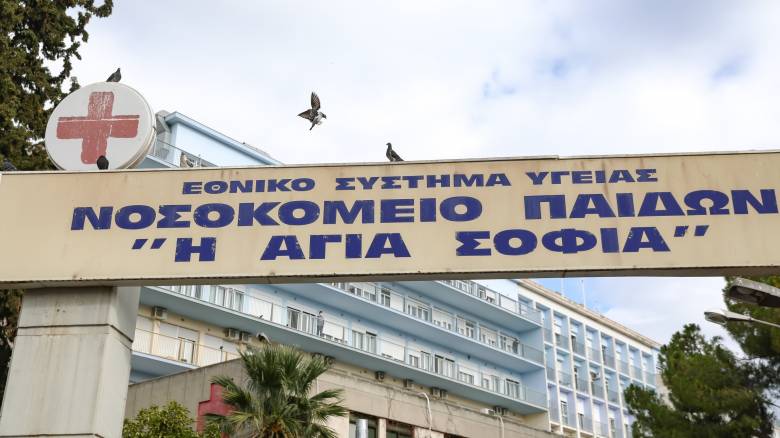 ΕΘΝΙΚΟ ΣΥΣΤΗΜΑ ΥΓΕΙΑΣ
ΝΟΣΟΚΟΜΕΙΟ ΠΑΙΔΩΝ
"Η ΑΓΙΑ ΣΟΦΙΑ"